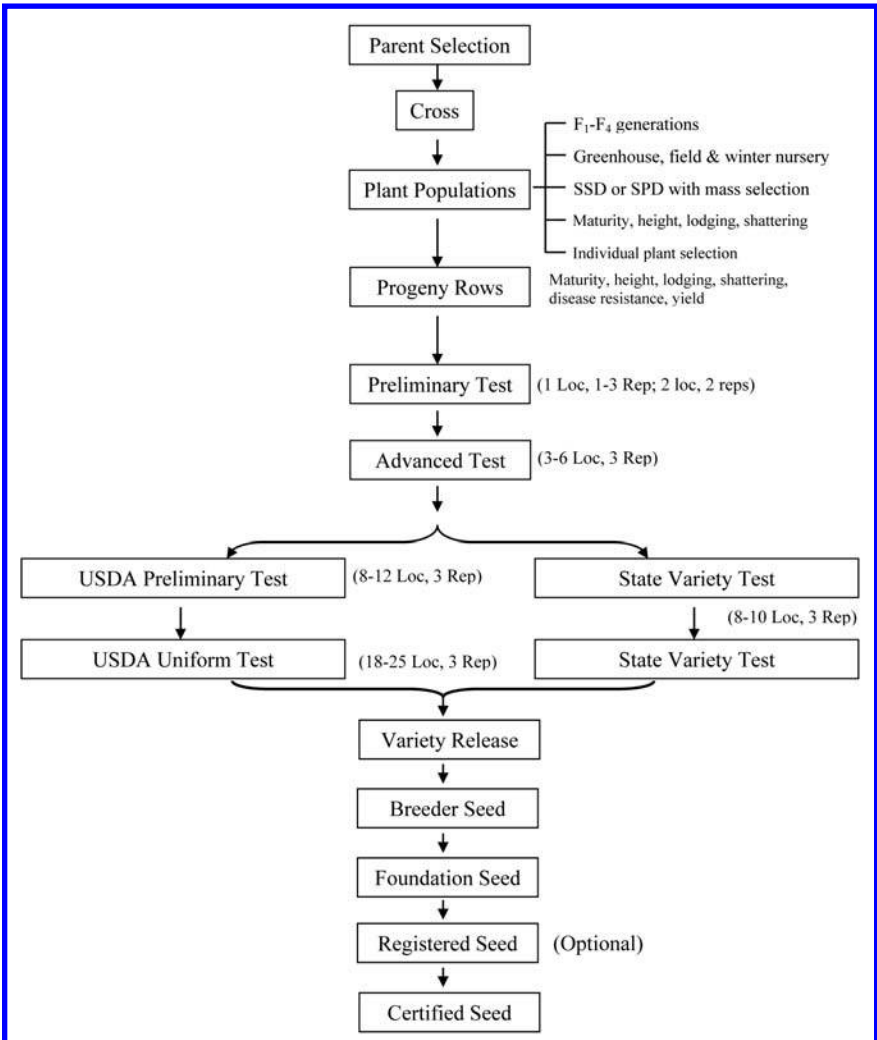 Parent Selection
Cross
F₁-F₄ generations
Greenhouse, field & winter nursery
Plant Populations
SSD or SPD with mass selection
Maturity, height, lodging, shattering
Individual plant selection
Progeny Rows
Maturity, height, lodging, shattering,
disease resistance, yield
Preliminary Test
(1 Loc, 1-3 Rep; 2 loc, 2 reps)
Advanced Test
(3-6 Loc, 3 Rep)
USDA Preliminary Test
(8-12 Loc, 3 Rep)
State Variety Test
(8-10 Loc, 3 Rep)
USDA Uniform Test
(18-25 Loc, 3 Rep)
State Variety Test
Variety Release
Breeder Seed
Foundation Seed
Registered Seed
(Optional)
Certified Seed